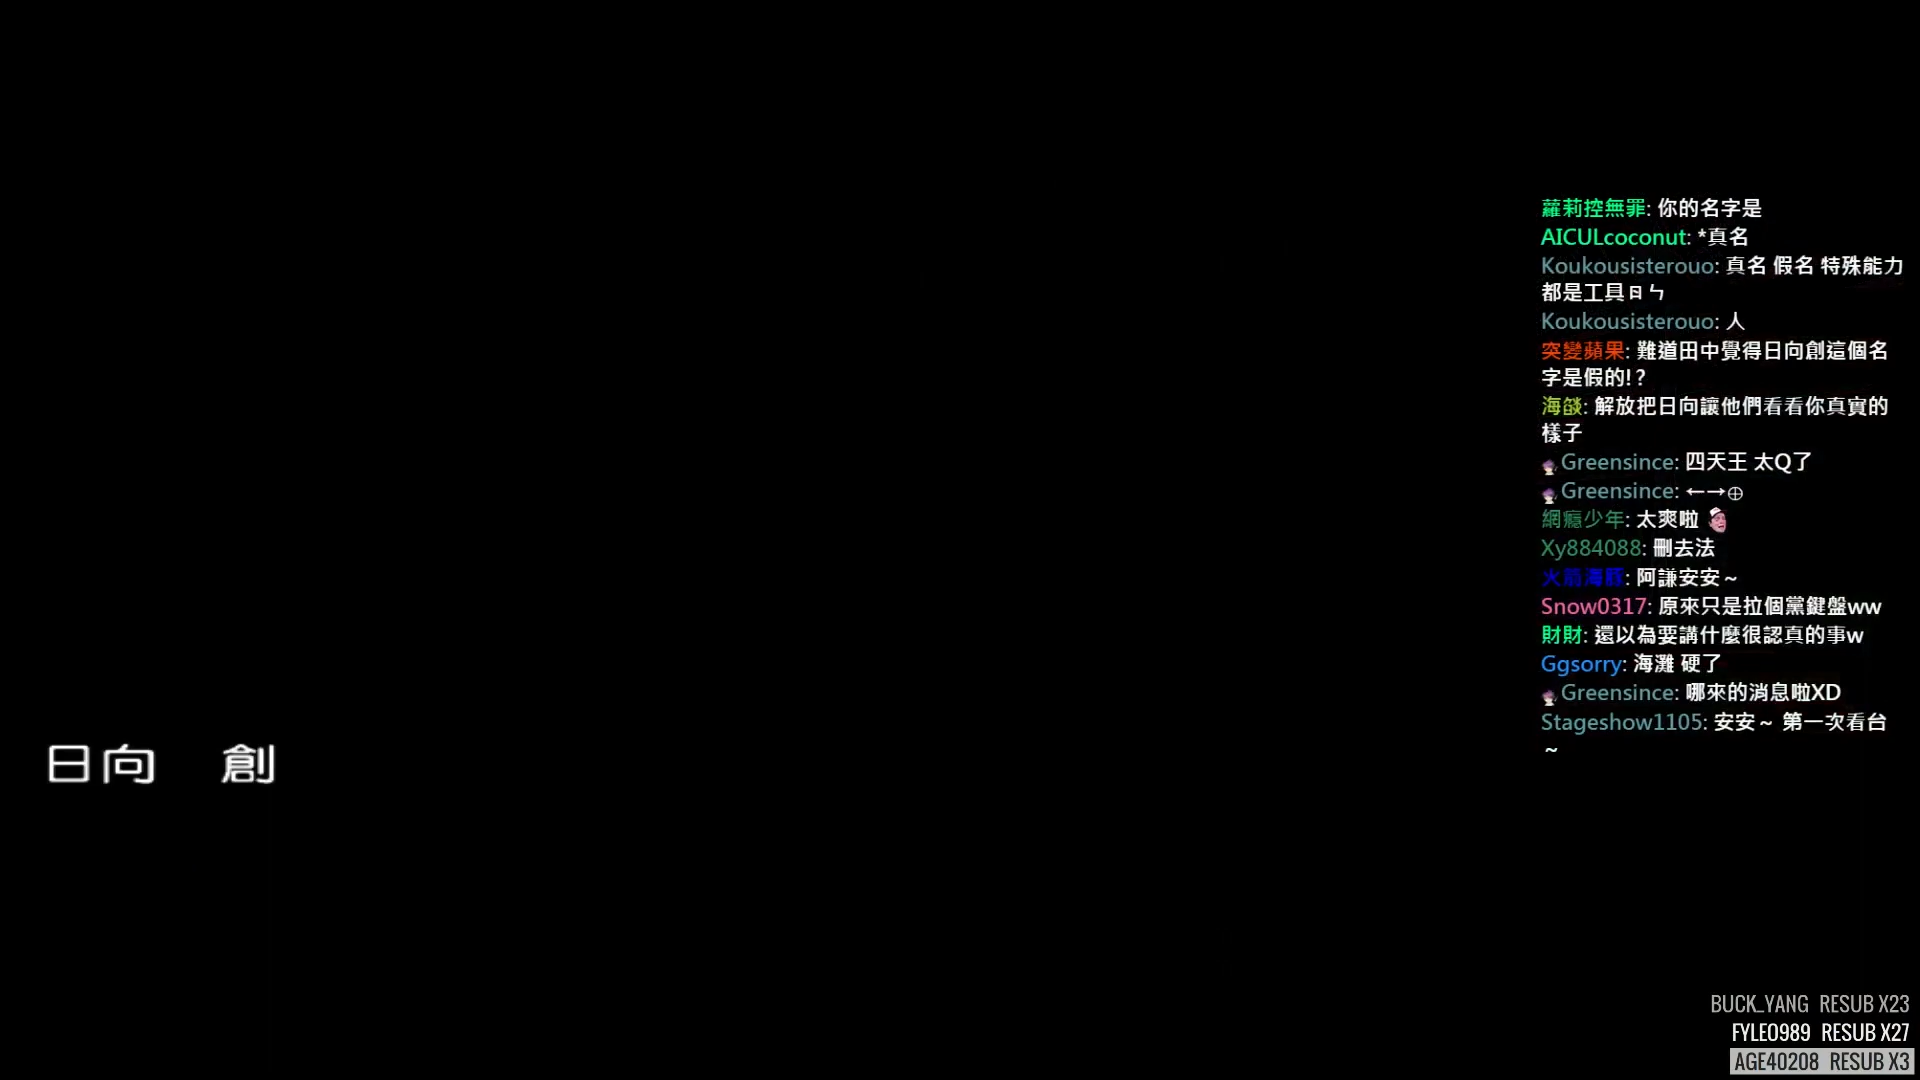 蘿莉控無罪: 你的名字是
AICULcoconut: *真名
Koukousisterouo: 真名 假名 特殊能力
都是工具ㄖㄣ
Koukousisterouo: 人
突變蘋果: 難道田中覺得日向創這個名
字是假的!?
海燄: 解放把日向讓他們看看你真實的
樣子
Greensince: 四天王 太Q了
Greensince: ←→⊕
網癮少年: 太爽啦
Xy884088: 刪去法
火箭海豚: 阿謙安安~
Snow0317: 原來只是拉個黨鍵盤ww
財財: 還以為要講什麼很認真的事w
Ggsorry: 海灘 硬了
Greensince: 哪來的消息啦XD
Stageshow1105: 安安~ 第一次看台
~
日向 創
BUCK_YANG RESUB X23
FYLEO989 RESUB X27
AGE40208 RESUB X3